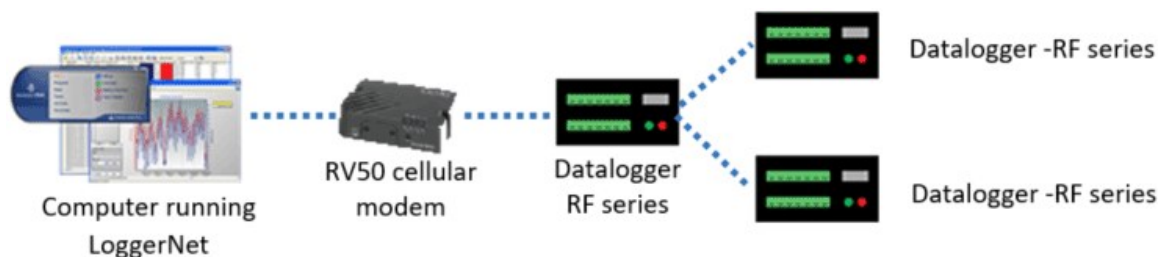 Computer running
LoggerNet
RV50 cellular
modem
Datalogger
RF series
Datalogger -RF series
Datalogger -RF series